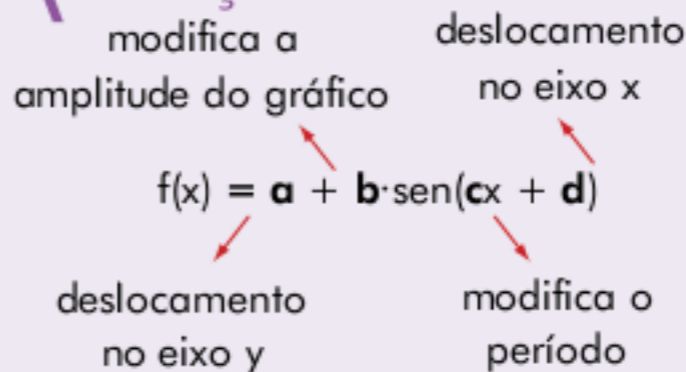 modifica a
amplitude do gráfico
deslocamento
no eixo x
f(x) = a + b·sen(cx + d)
deslocamento
no eixo y
modifica o
período